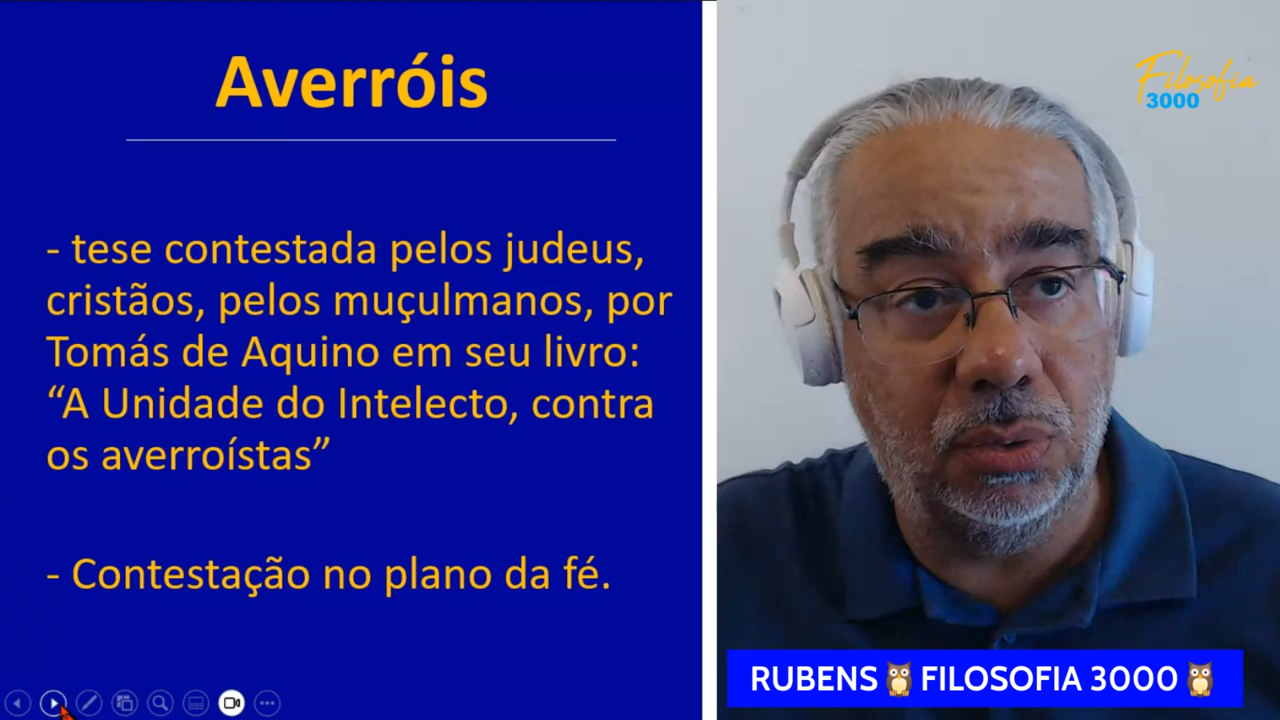 Averróis
- tese contestada pelos judeus,
cristãos, pelos muçulmanos, por
Tomás de Aquino em seu livro:
“A Unidade do Intelecto, contra
os averroístas”
- Contestação no plano da fé.
Filosofia
3000
RUBENS🦉FILOSOFIA 3000🦉